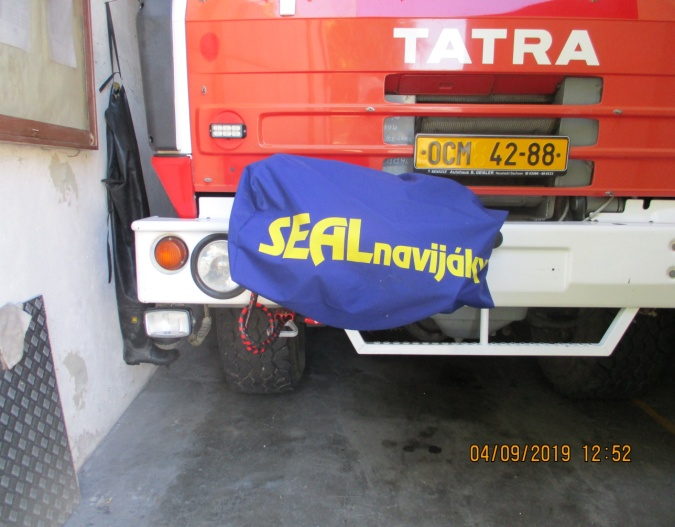 TATRA
OCM 42-88
SEALnavijáky
04/09/2019 12:52